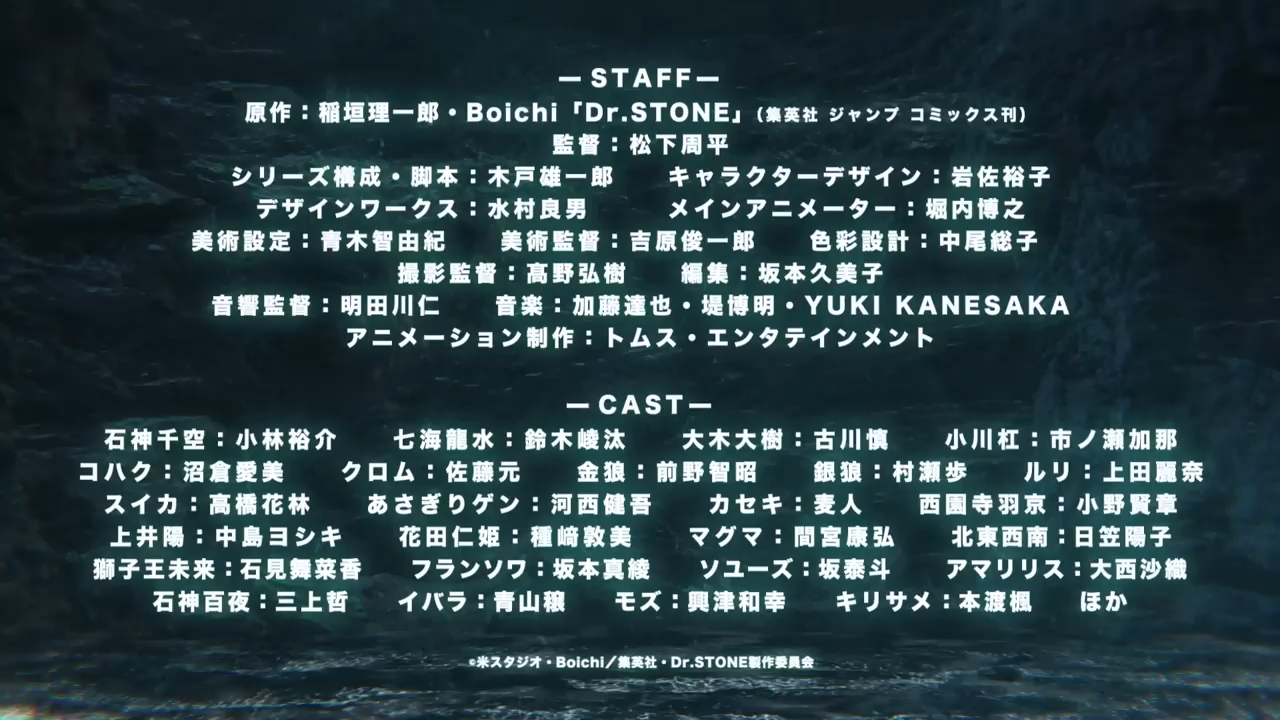 ーSTAFFー
原作：稲垣理一郎・Boichi「Dr.STONE」（集英社 ジャンプ コミックス刊）
監督：松下周平
シリーズ構成・脚本：木戸雄一郎　キャラクターデザイン：岩佐裕子
デザインワークス：水村良男　メインアニメーター：堀内博之
美術設定：青木智由紀　美術監督：吉原俊一郎　色彩設計：中尾総子
撮影監督：髙野弘樹　編集：坂本久美子
音響監督：明田川仁　音楽：加藤達也・堤博明・YUKI KANESAKA
アニメーション制作：トムス・エンタテインメント
ーCASTー
石神千空：小林裕介　七海龍水：鈴木崚汰　大木大樹：古川慎　小川杠：市ノ瀬加那
コハク：沼倉愛美　クロム：佐藤元　金狼：前野智昭　銀狼：村瀬歩　ルリ：上田麗奈
スイカ：高橋花林　あさぎりゲン：河西健吾　カセキ：麦人　西園寺羽京：小野賢章
上井陽：中島ヨシキ　花田仁姫：種﨑敦美　マグマ：間宮康弘　北東西南：日笠陽子
獅子王未来：石見舞菜香　フランソワ：坂本真綾　ソユーズ：坂泰斗　アマリリス：大西沙織
石神百夜：三上哲　イバラ：青山穣　モズ：興津和幸　キリサメ：本渡楓　ほか
©米スタジオ・Boichi／集英社・Dr.STONE製作委員会